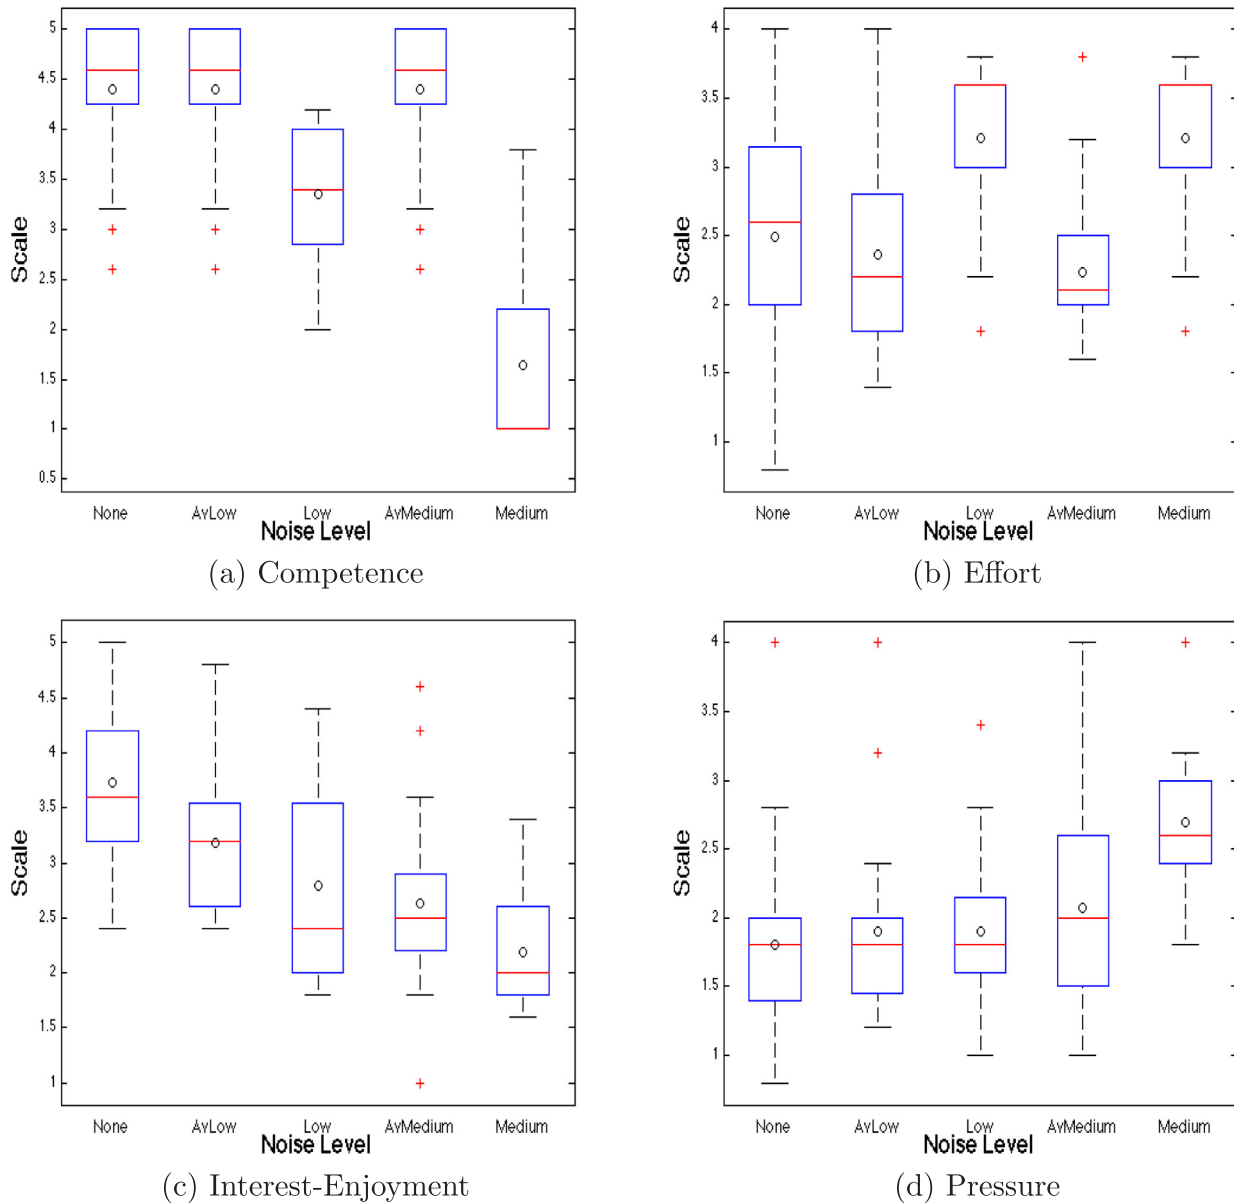 5
4.5
4
3.5
3
2.5
2
1.5
1
0.5
Scale
None AvLow Low AvMedium Medium
Noise Level
(a) Competence
4
3.5
3
2.5
2
1.5
1
Scale
None AvLow Low AvMedium Medium
Noise Level
(b) Effort
5
4.5
4
3.5
3
2.5
2
1.5
1
Scale
None AvLow Low AvMedium Medium
Noise Level
(c) Interest-Enjoyment
4
3.5
3
2.5
2
1.5
1
Scale
None AvLow Low AvMedium Medium
Noise Level
(d) Pressure